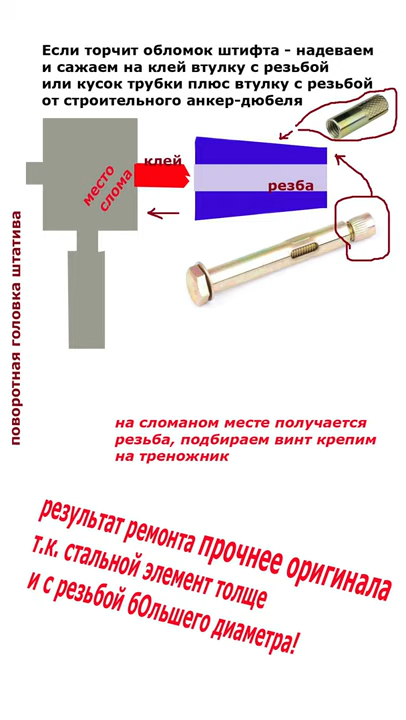 Если торчит обломок штифта - надеваем
и сажаем на клей втулку с резьбой
или кусок трубки плюс втулку с резьбой
от строительного анкер-дюбеля
клей
место
слома
резба
поворотная головка штатива
на сломаном месте получается
резьба, подбираем винт крепим
на треножник
результат ремонта прочнее оригинала
т.к. стальной элемент толще
и с резьбой бОльшего диаметра!